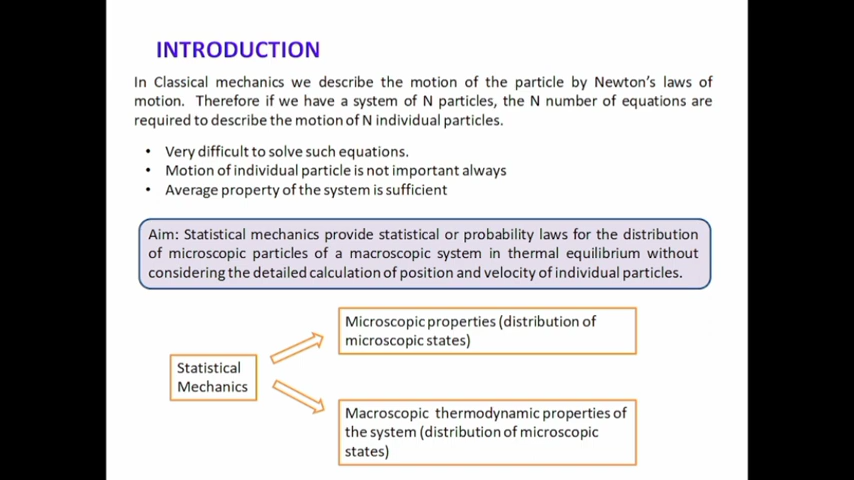 INTRODUCTION
In Classical mechanics we describe the motion of the particle by Newton's laws of
motion. Therefore if we have a system of N particles, the N number of equations are
required to describe the motion of N individual particles.
• Very difficult to solve such equations.
• Motion of individual particle is not important always
• Average property of the system is sufficient
Aim: Statistical mechanics provide statistical or probability laws for the distribution
of microscopic particles of a macroscopic system in thermal equilibrium without
considering the detailed calculation of position and velocity of individual particles.
Microscopic properties (distribution of
microscopic states)
Statistical
Mechanics
Macroscopic thermodynamic properties of
the system (distribution of microscopic
states)